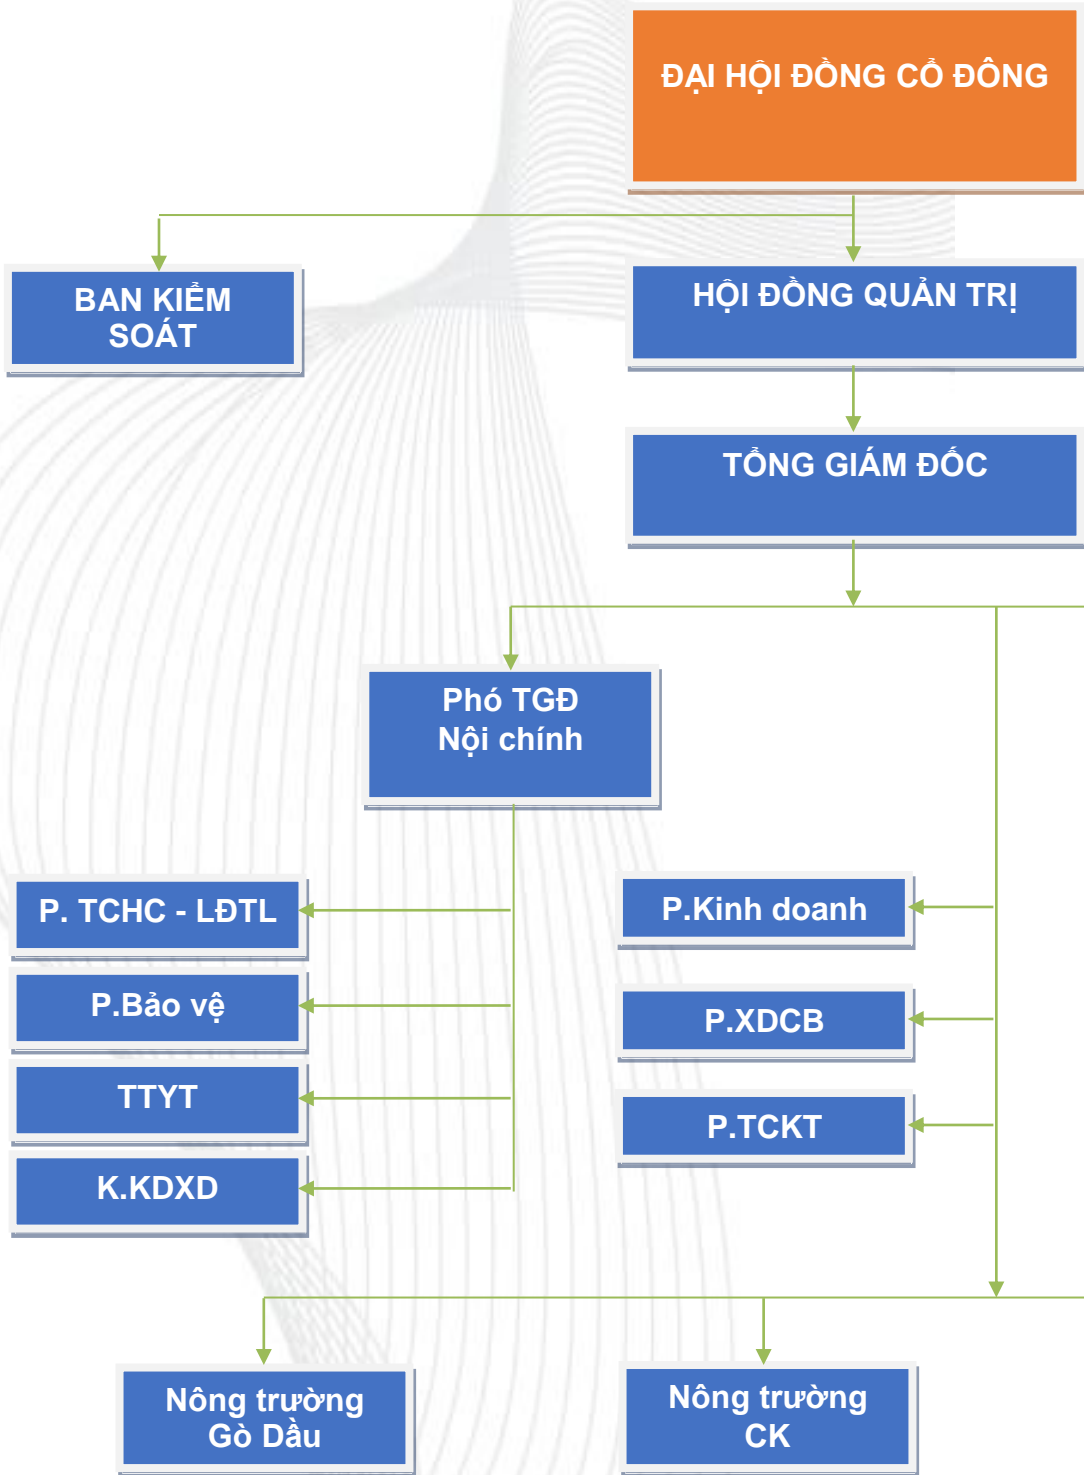 ĐẠI HỘI ĐỒNG CỔ ĐÔNG
BAN KIỂM
SOÁT
HỘI ĐỒNG QUẢN TRỊ
TỔNG GIÁM ĐỐC
Phó TGĐ
Nội chính
P. TCHC - LĐTL
P.Kinh doanh
P.Bảo vệ
P.XDCB
TTYT
P.TCKT
K.KDXD
Nông trường
Gò Dầu
Nông trường
CK